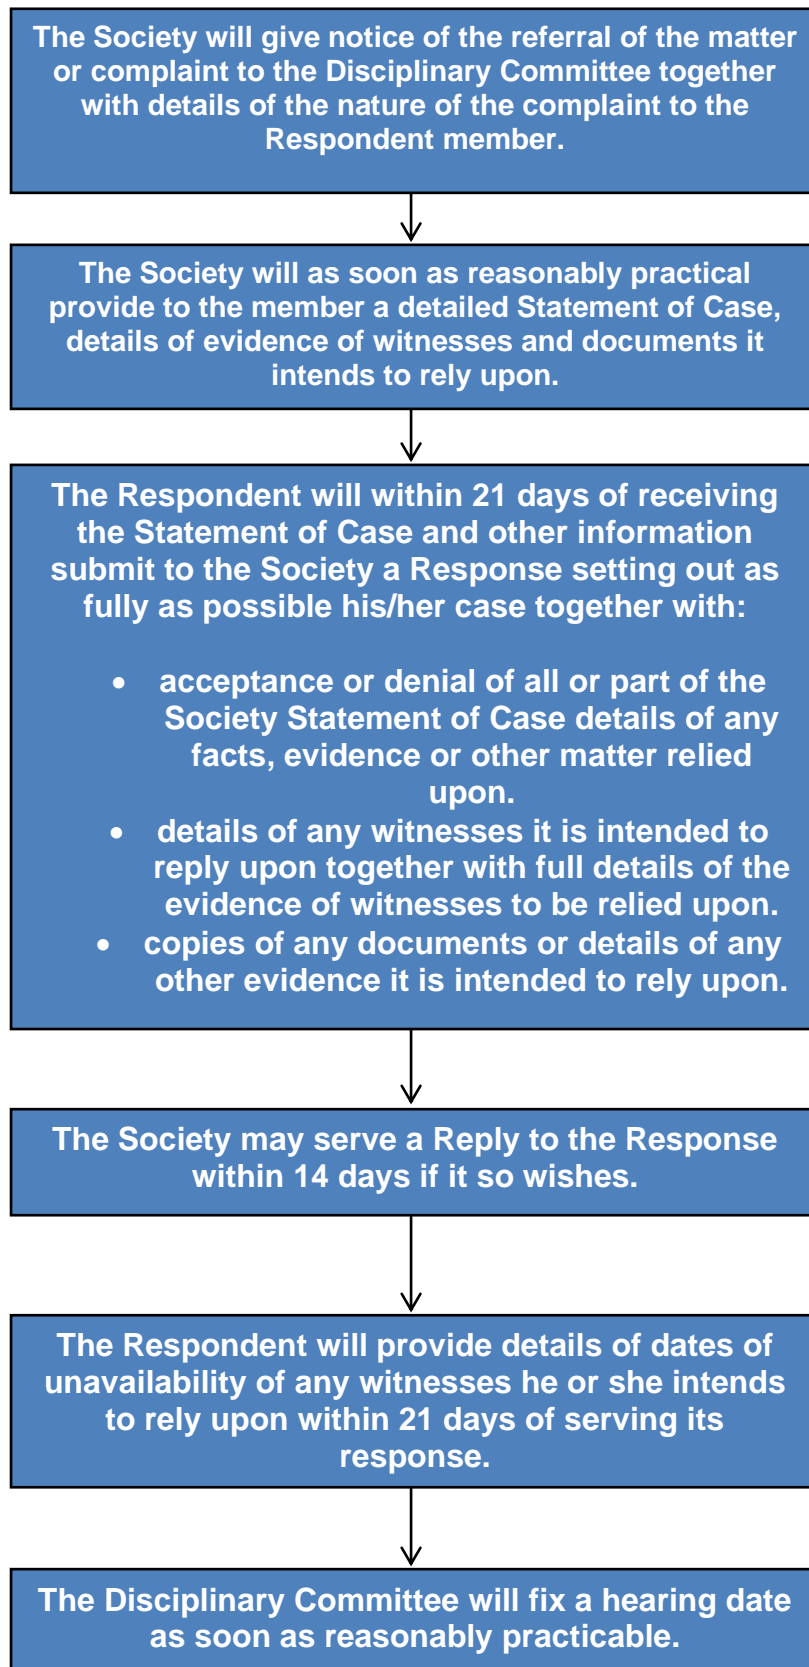 The Society will give notice of the referral of the matter
or complaint to the Disciplinary Committee together
with details of the nature of the complaint to the
Respondent member.
The Society will as soon as reasonably practical
provide to the member a detailed Statement of Case,
details of evidence of witnesses and documents it
intends to rely upon.
The Respondent will within 21 days of receiving
the Statement of Case and other information
submit to the Society a Response setting out as
fully as possible his/her case together with:
• acceptance or denial of all or part of the
Society Statement of Case details of any
facts, evidence or other matter relied
upon.
• details of any witnesses it is intended to
reply upon together with full details of the
evidence of witnesses to be relied upon.
• copies of any documents or details of any
other evidence it is intended to rely upon.
The Society may serve a Reply to the Response
within 14 days if it so wishes.
The Respondent will provide details of dates of
unavailability of any witnesses he or she intends
to rely upon within 21 days of serving its
response.
The Disciplinary Committee will fix a hearing date
as soon as reasonably practicable.